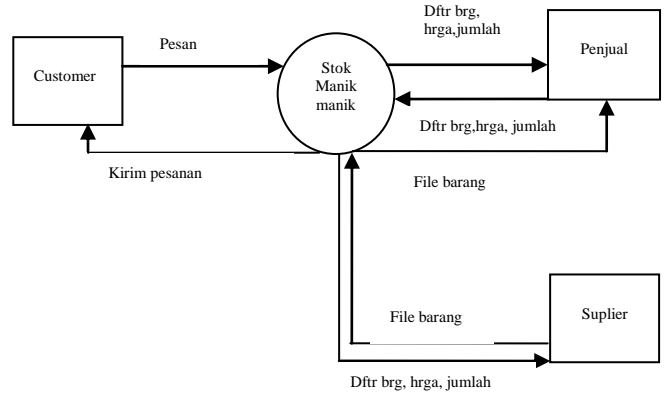 Dftr brg,
hrga,jumlah
Pesan
Customer
Stok
Manik
manik
Penjual
Dftr brg,hrga, jumlah
Kirim pesanan
File barang
File barang
Suplier
Dftr brg, hrga, jumlah